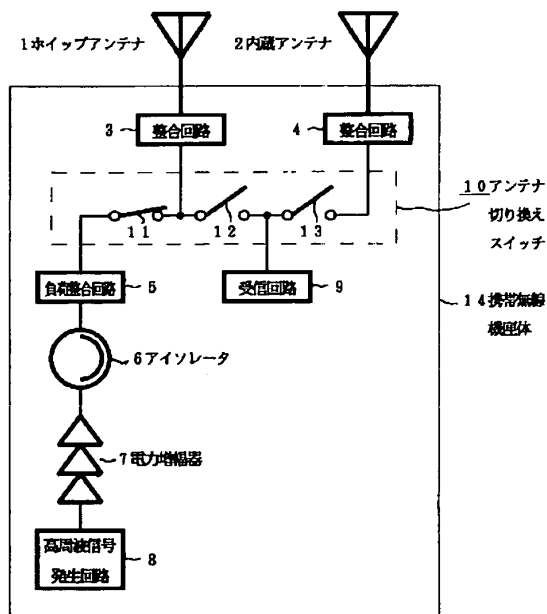 1ホイップアンテナ
2内蔵アンテナ
3
整合回路
4
整合回路
10アンテナ
切り換え
スイッチ
11
12
13
負荷整合回路
5
受信回路
9
14携帯無線
機座体
6アイソレータ
7電力増幅器
高周波信号
発生回路
8